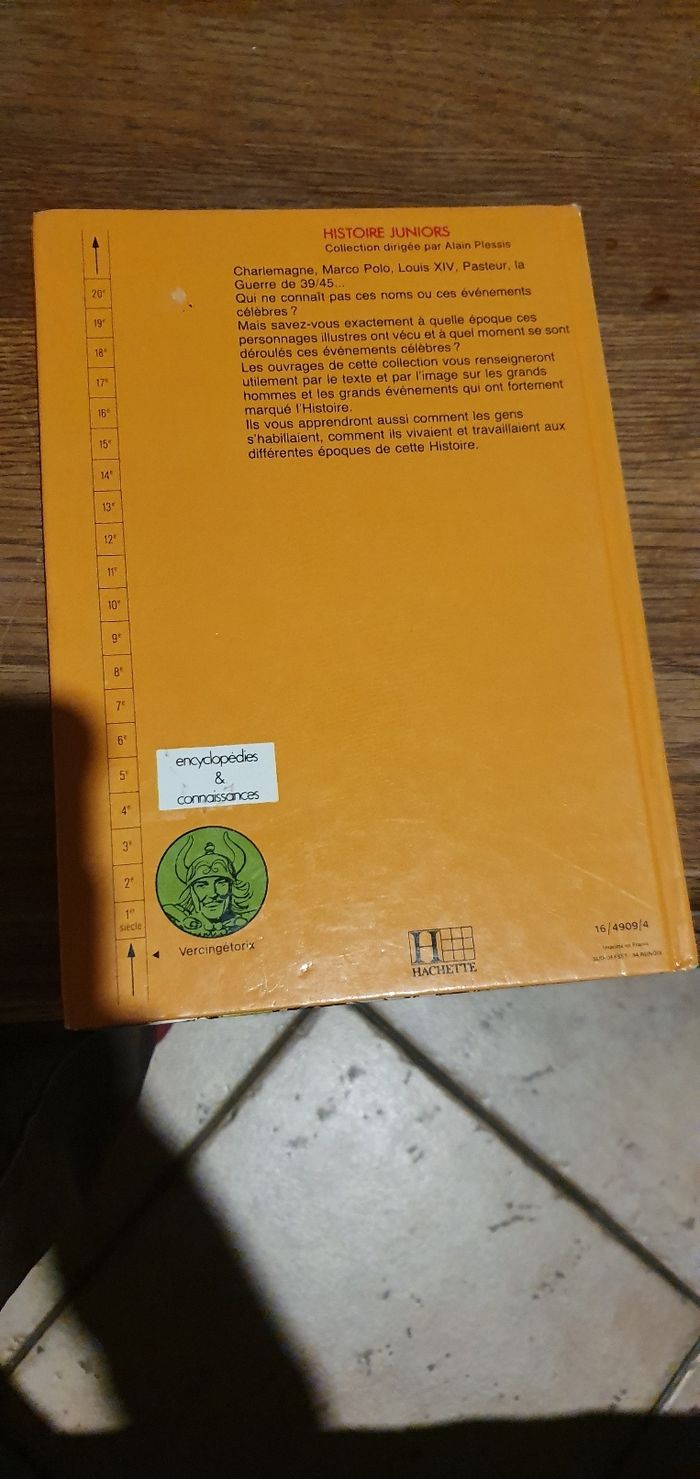 HISTOIRE JUNIORS
Collection dirigée par Alain Plessis
Charlemagne, Marco Polo, Louis XIV, Pasteur, la
Guerre de 39/45...
Qui ne connaît pas ces noms ou ces événements
célèbres ?
Mais savez-vous exactement à quelle époque ces
personnages illustres ont vécu et à quel moment se sont
déroulés ces évènements célèbres ?
Les ouvrages de cette collection vous renseigneront
utilement par le texte et par l'image sur les grands
hommes et les grands événements qui ont fortement
marqué l'Histoire.
Ils vous apprendront aussi comment les gens
s'habillaient, comment ils vivaient et travaillaient aux
différentes époques de cette Histoire.
20e
19e
18e
17e
16e
15e
14e
13e
12e
11e
10e
9e
8e
7e
6e
5e
4e
3e
2e
1er
siècle
encyclopédies
&
connaissances
Vercingétorix
H
HACHETTE
16/4909/4
Imprimé en France